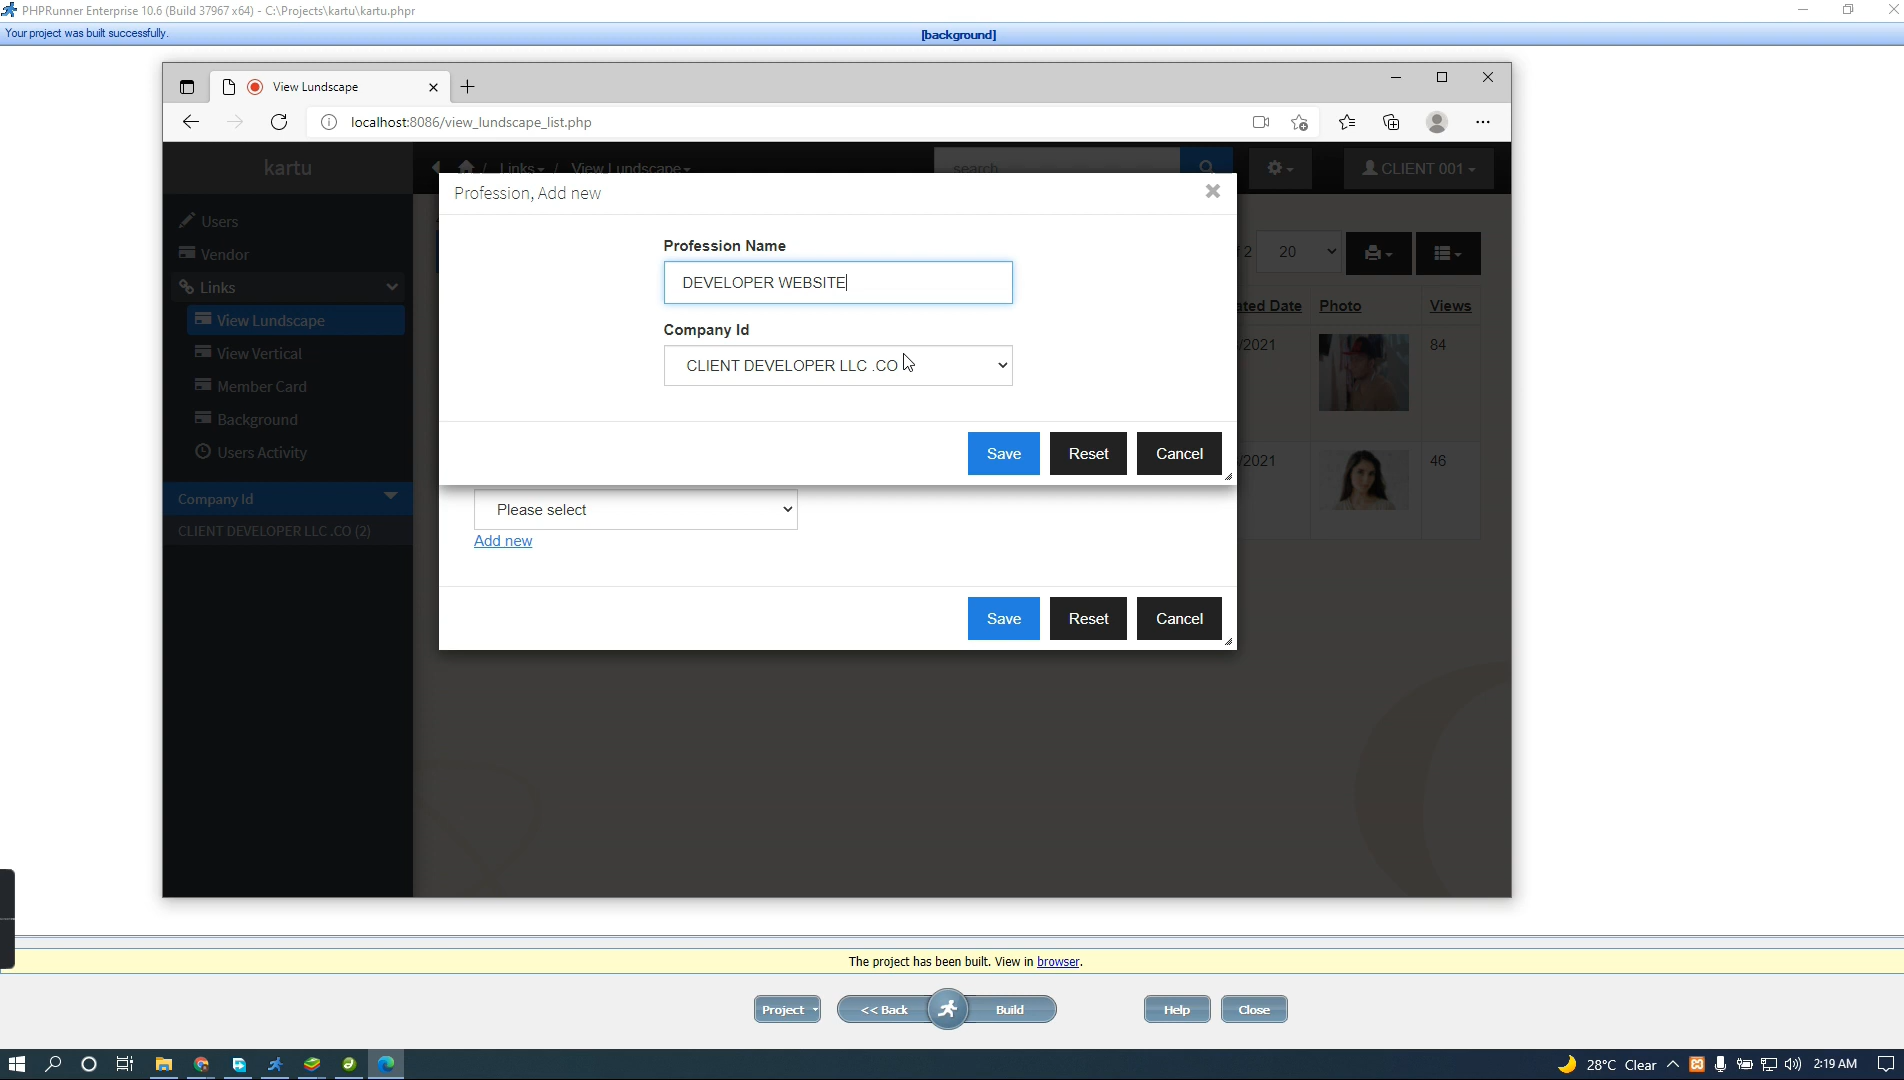 PHPRunner Enterprise 10.6 (Build 37967 x64) - C:\Projects\kartu\kartu.phpr
Your project was built successfully.
[background]
View Lundscape
localhost:8086/view_lundscape_list.php
kartu
/ Links / View Lundscape
search
CLIENT 001
Profession, Add new
Users
Vendor
Links
View Lundscape
View Vertical
Member Card
Background
Users Activity
Company Id
CLIENT DEVELOPER LLC .CO (2)
Profession Name
DEVELOPER WEBSITE
Company Id
CLIENT DEVELOPER LLC .CO
Save Reset Cancel
Please select
Add new
Save Reset Cancel
2 20
ated Date Photo Views
/2021 84
/2021 46
The project has been built. View in browser.
Project << Back Build Help Close
28°C Clear 2:19 AM